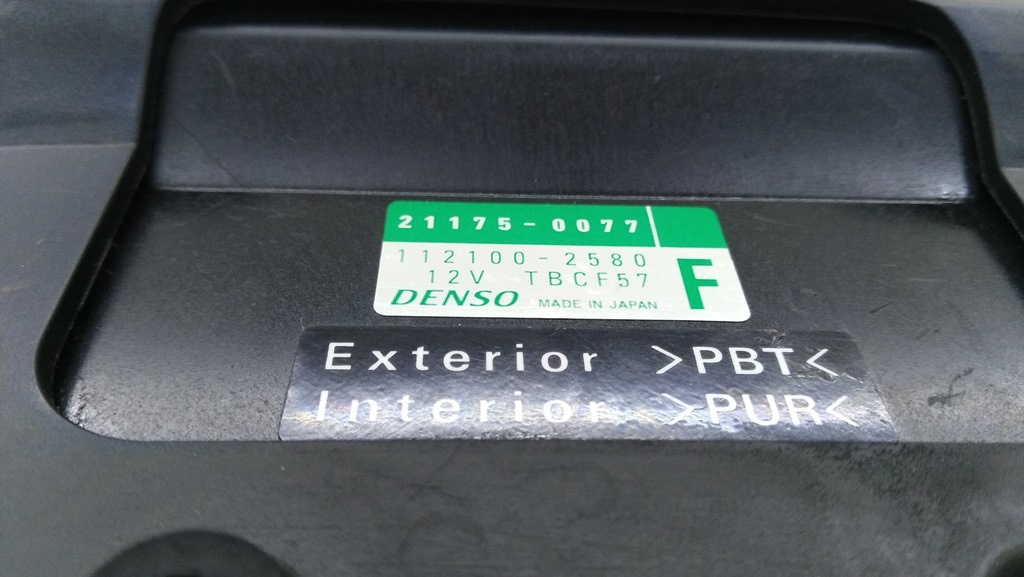 21175-0077
112100-2580
12V TBCF57
F
DENSO MADE IN JAPAN
Exterior >PBT<
Interior >PUR<